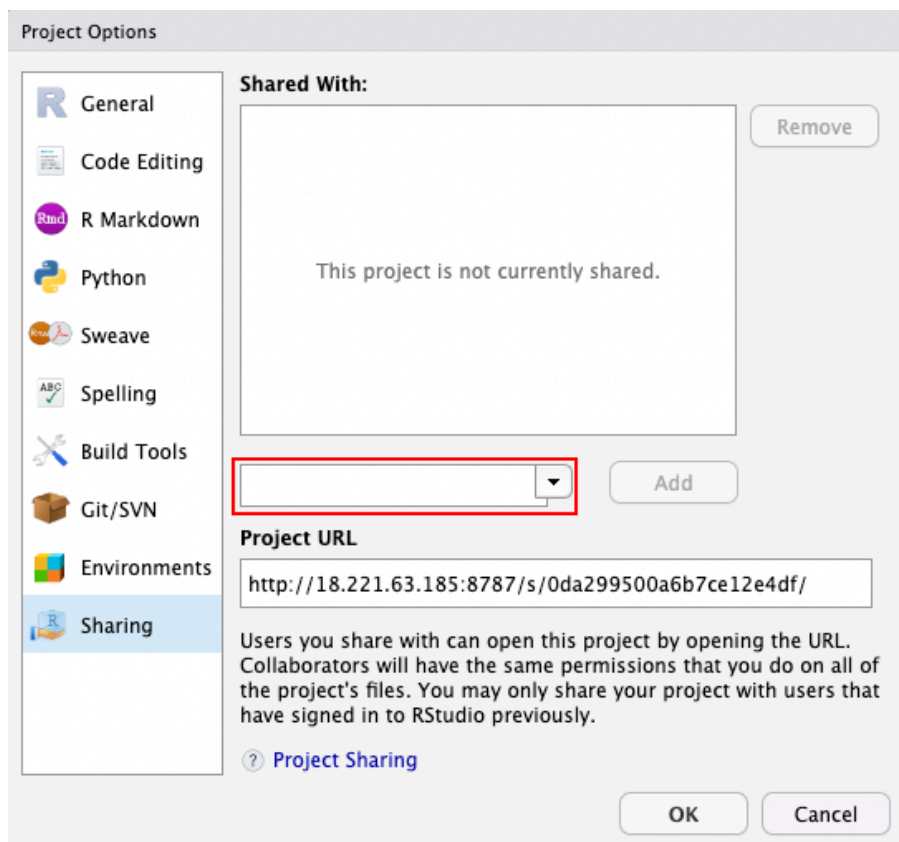 Project Options
General
Code Editing
Rmd
R Markdown
Python
Rnw
Sweave
ABC
Spelling
Build Tools
Git/SVN
Environments
R
Sharing
Shared With:
This project is not currently shared.
Remove
Add
Project URL
http://18.221.63.185:8787/s/0da299500a6b7ce12e4df/
Users you share with can open this project by opening the URL.
Collaborators will have the same permissions that you do on all of
the project's files. You may only share your project with users that
have signed in to RStudio previously.
? Project Sharing
OK
Cancel